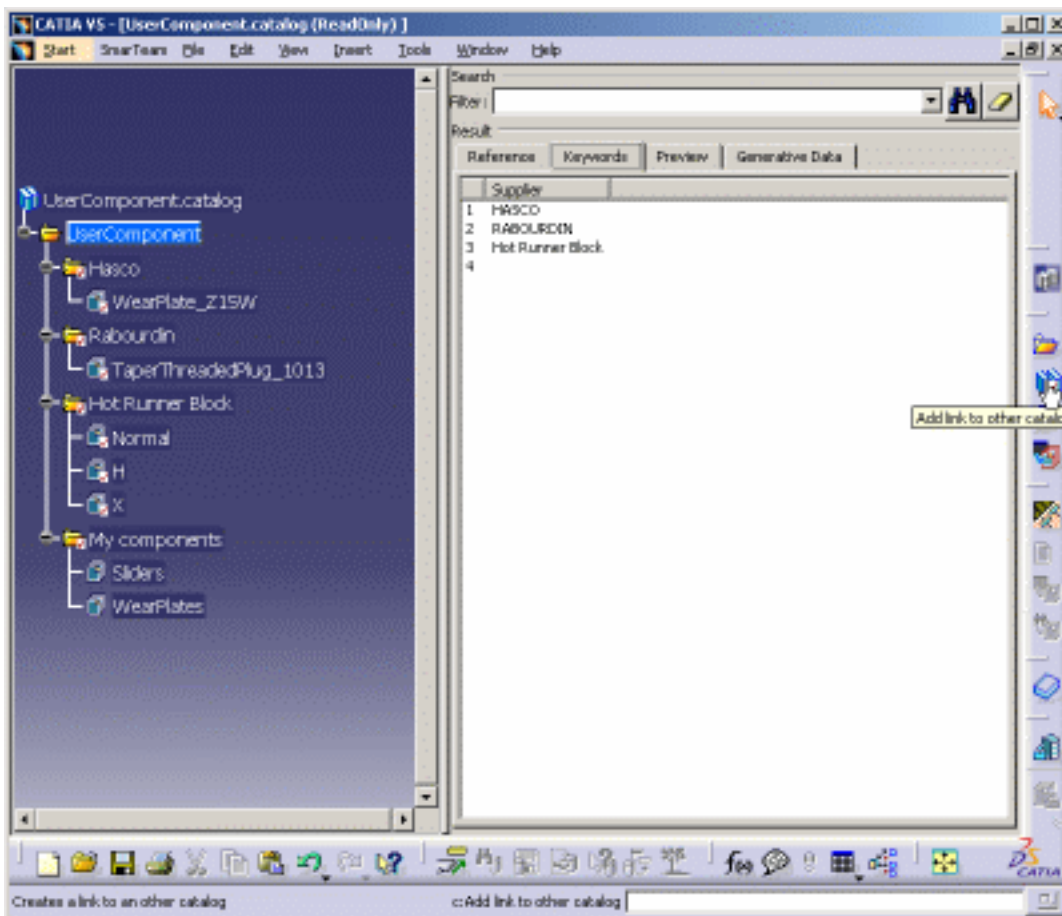 CATIA V5 - [UserComponent.catalog (ReadOnly) ]
Start SmarTeam File Edit View Insert Tools Window Help
Search
Filter :
Result
Reference Keywords Preview Generative Data
Supplier
1 HASCO
2 RABOURDIN
3 Hot Runner Block
4
UserComponent.catalog
UserComponent
Hasco
WearPlate_Z15W
Rabourdin
TaperThreadedPlug_1013
Hot Runner Block
Normal
H
X
My components
Sliders
WearPlates
Add link to other catalo
f(x)
CATIA
Creates a link to an other catalog
c:Add link to other catalog